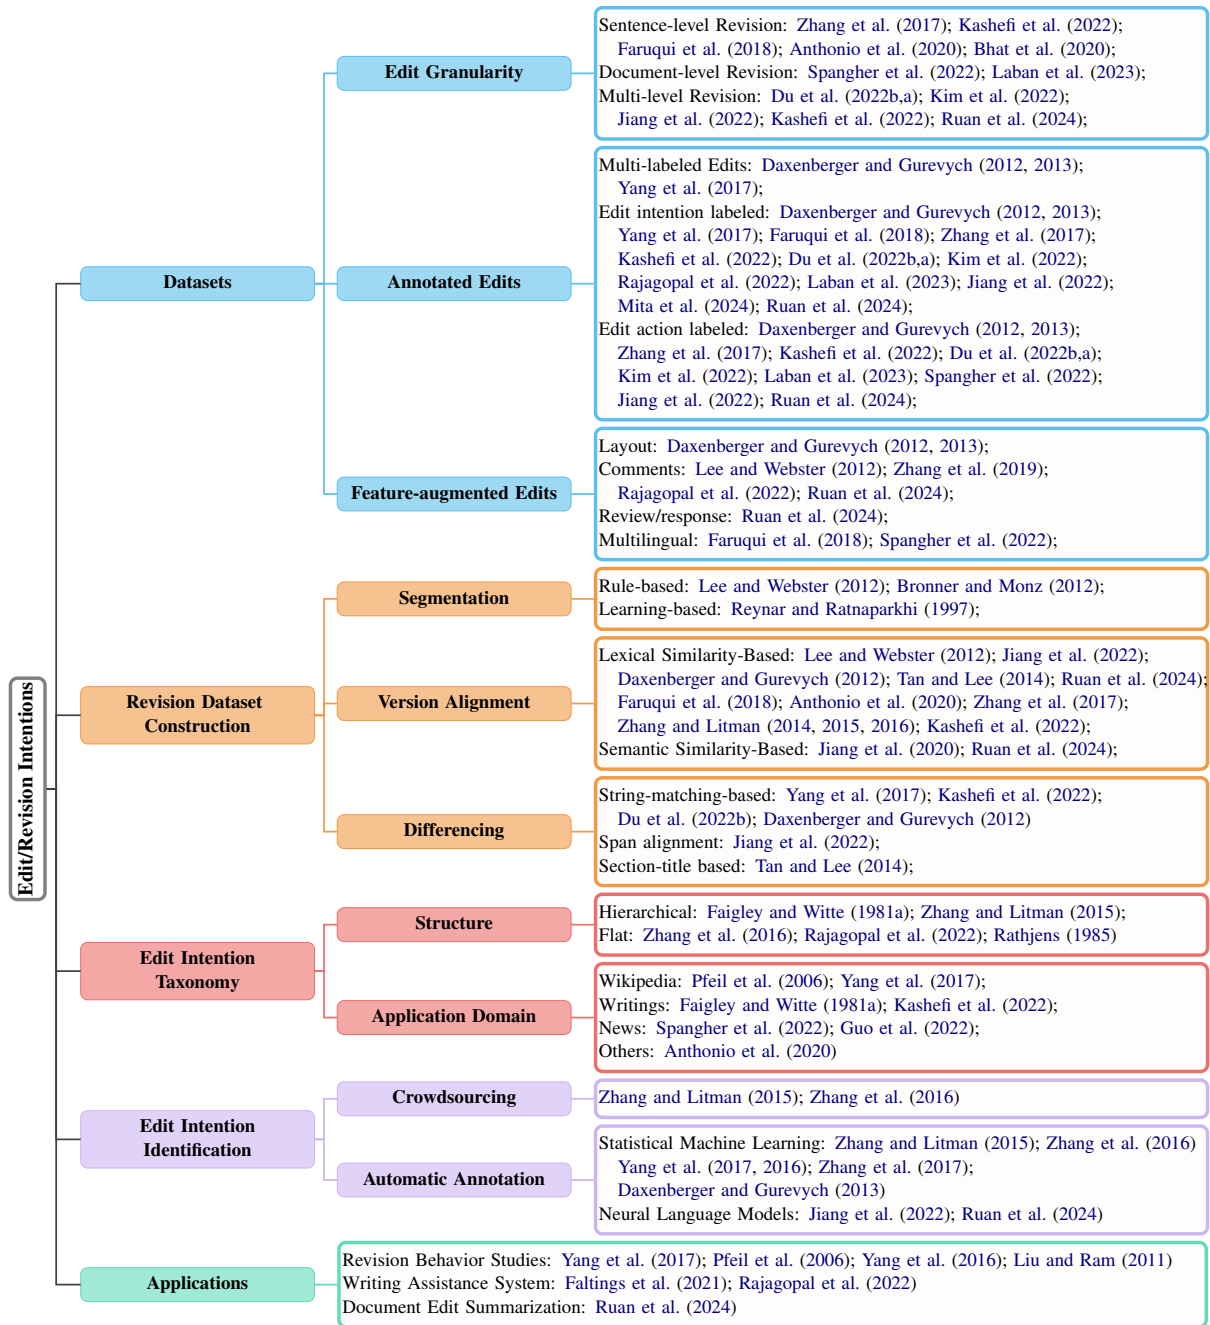 Edit/Revision Intentions
Datasets
Edit Granularity
Sentence-level Revision: Zhang et al. (2017); Kashefi et al. (2022);
Faruqui et al. (2018); Anthonio et al. (2020); Bhat et al. (2020);
Document-level Revision: Spangher et al. (2022); Laban et al. (2023);
Multi-level Revision: Du et al. (2022b,a); Kim et al. (2022);
Jiang et al. (2022); Kashefi et al. (2022); Ruan et al. (2024);
Annotated Edits
Multi-labeled Edits: Daxenberger and Gurevych (2012, 2013);
Yang et al. (2017);
Edit intention labeled: Daxenberger and Gurevych (2012, 2013);
Yang et al. (2017); Faruqui et al. (2018); Zhang et al. (2017);
Kashefi et al. (2022); Du et al. (2022b,a); Kim et al. (2022);
Rajagopal et al. (2022); Laban et al. (2023); Jiang et al. (2022);
Mita et al. (2024); Ruan et al. (2024);
Edit action labeled: Daxenberger and Gurevych (2012, 2013);
Zhang et al. (2017); Kashefi et al. (2022); Du et al. (2022b,a);
Kim et al. (2022); Laban et al. (2023); Spangher et al. (2022);
Jiang et al. (2022); Ruan et al. (2024);
Feature-augmented Edits
Layout: Daxenberger and Gurevych (2012, 2013);
Comments: Lee and Webster (2012); Zhang et al. (2019);
Rajagopal et al. (2022); Ruan et al. (2024);
Review/response: Ruan et al. (2024);
Multilingual: Faruqui et al. (2018); Spangher et al. (2022);
Revision Dataset
Construction
Segmentation
Rule-based: Lee and Webster (2012); Bronner and Monz (2012);
Learning-based: Reynar and Ratnaparkhi (1997);
Version Alignment
Lexical Similarity-Based: Lee and Webster (2012); Jiang et al. (2022);
Daxenberger and Gurevych (2012); Tan and Lee (2014); Ruan et al. (2024);
Faruqui et al. (2018); Anthonio et al. (2020); Zhang et al. (2017);
Zhang and Litman (2014, 2015, 2016); Kashefi et al. (2022);
Semantic Similarity-Based: Jiang et al. (2020); Ruan et al. (2024);
Differencing
String-matching-based: Yang et al. (2017); Kashefi et al. (2022);
Du et al. (2022b); Daxenberger and Gurevych (2012)
Span alignment: Jiang et al. (2022);
Section-title based: Tan and Lee (2014);
Edit Intention
Taxonomy
Structure
Hierarchical: Faigley and Witte (1981a); Zhang and Litman (2015);
Flat: Zhang et al. (2016); Rajagopal et al. (2022); Rathjens (1985)
Application Domain
Wikipedia: Pfeil et al. (2006); Yang et al. (2017);
Writings: Faigley and Witte (1981a); Kashefi et al. (2022);
News: Spangher et al. (2022); Guo et al. (2022);
Others: Anthonio et al. (2020)
Edit Intention
Identification
Crowdsourcing
Zhang and Litman (2015); Zhang et al. (2016)
Automatic Annotation
Statistical Machine Learning: Zhang and Litman (2015); Zhang et al. (2016)
Yang et al. (2017, 2016); Zhang et al. (2017);
Daxenberger and Gurevych (2013)
Neural Language Models: Jiang et al. (2022); Ruan et al. (2024)
Applications
Revision Behavior Studies: Yang et al. (2017); Pfeil et al. (2006); Yang et al. (2016); Liu and Ram (2011)
Writing Assistance System: Faltings et al. (2021); Rajagopal et al. (2022)
Document Edit Summarization: Ruan et al. (2024)